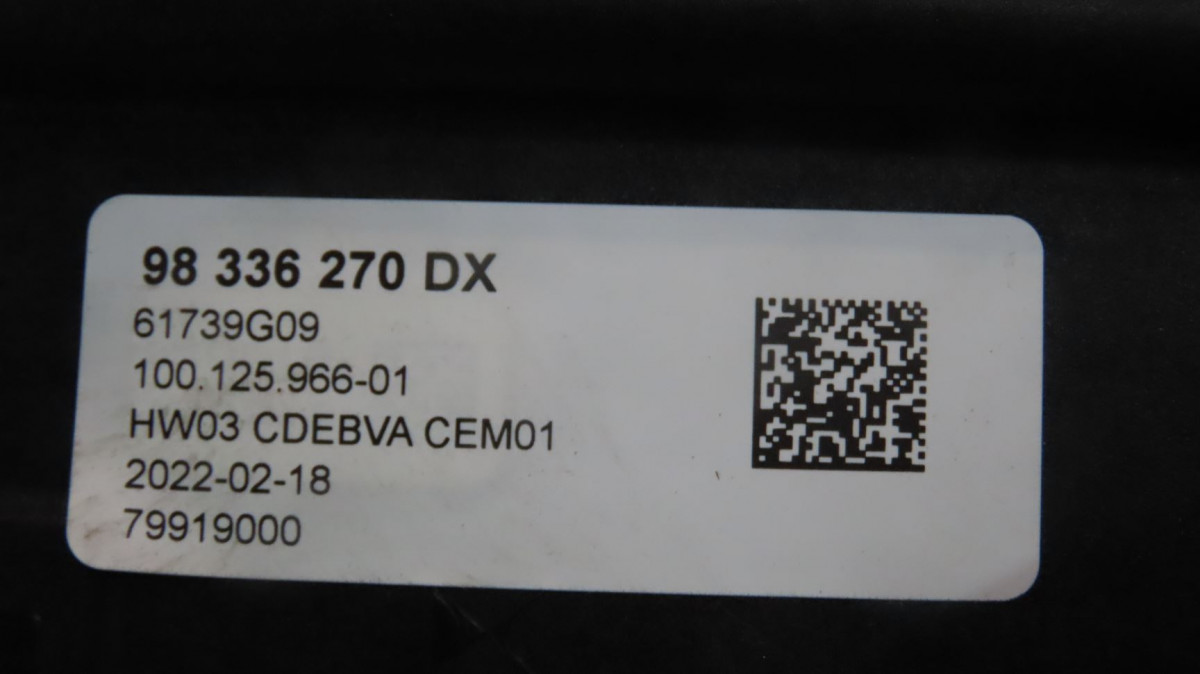 98 336 270 DX
61739G09
100.125.966-01
HW03 CDEBVA CEM01
2022-02-18
79919000